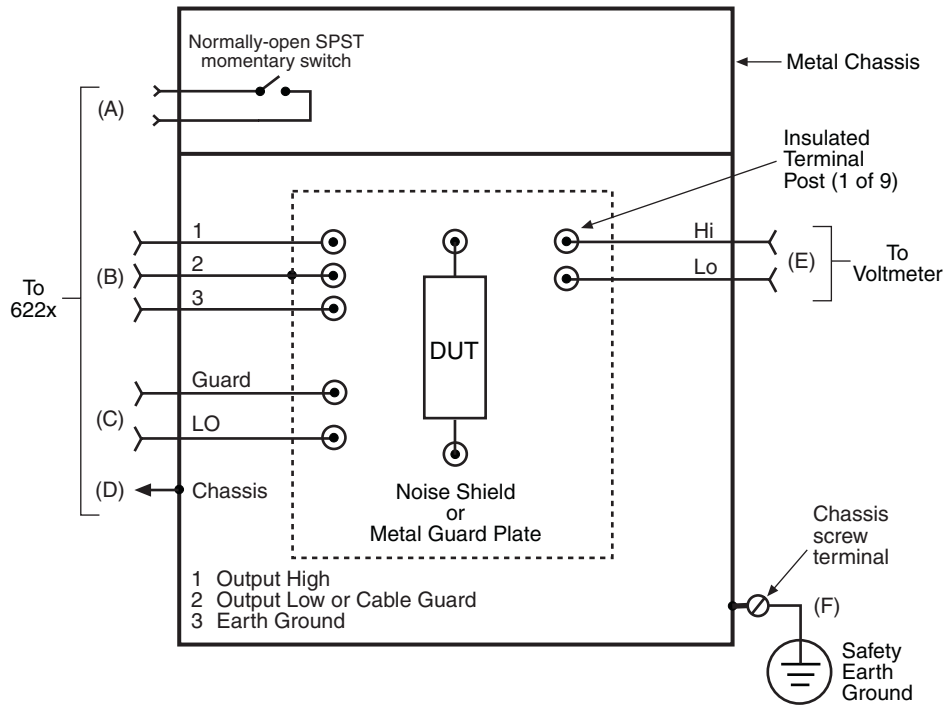 Normally-open SPST
momentary switch
Metal Chassis
(A)
Insulated
Terminal
Post (1 of 9)
To
622x
(B)
1
2
3
Hi
Lo
(E)
To
Voltmeter
DUT
(C)
Guard
LO
(D)
Chassis
Noise Shield
or
Metal Guard Plate
Chassis
screw
terminal
1 Output High
2 Output Low or Cable Guard
3 Earth Ground
(F)
Safety
Earth
Ground